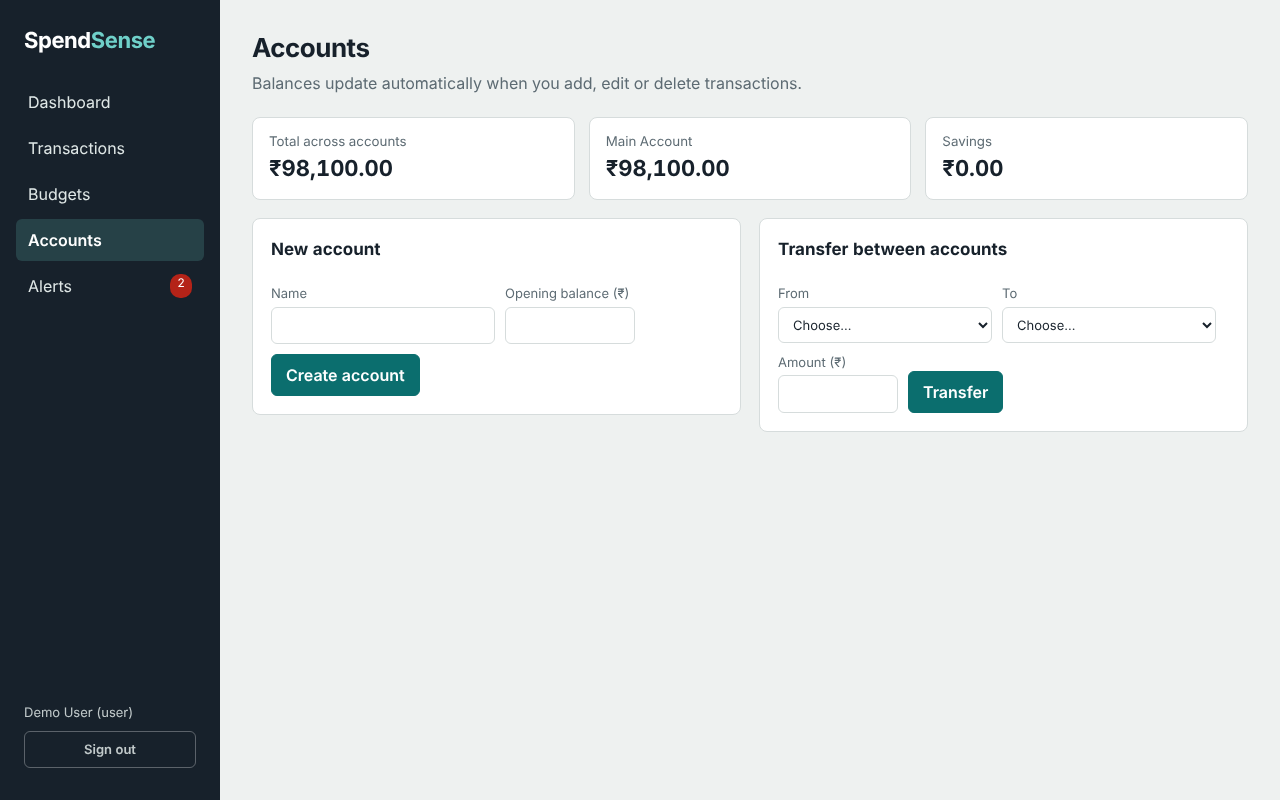 SpendSense
Dashboard
Transactions
Budgets
Accounts
Alerts 2
Demo User (user)
Sign out
Accounts
Balances update automatically when you add, edit or delete transactions.
Total across accounts
₹98,100.00
Main Account
₹98,100.00
Savings
₹0.00
New account
Name
Opening balance (₹)
Create account
Transfer between accounts
From
To
Choose...
Choose...
Amount (₹)
Transfer